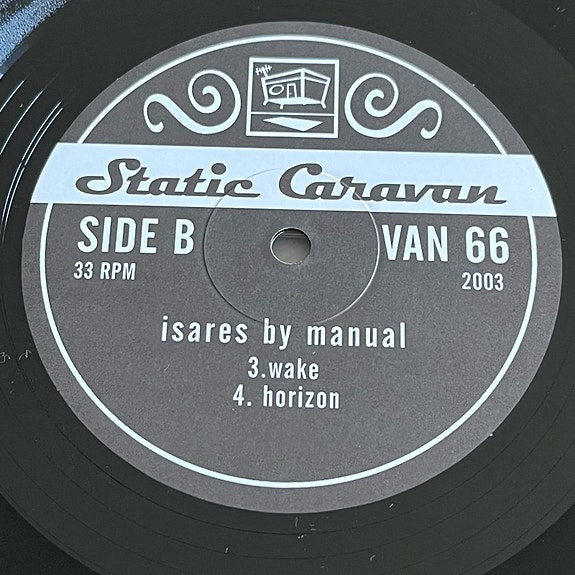 Static Caravan
SIDE B
VAN 66
33 RPM
2003
isares by manual
3.wake
4. horizon